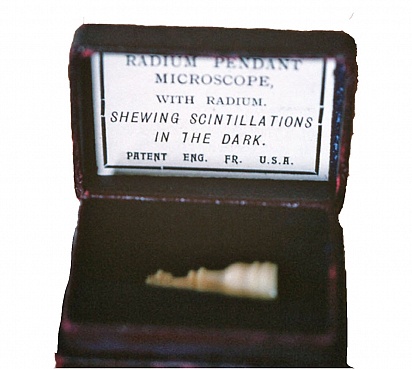 RADIUM PENDANT
MICROSCOPE,
WITH RADIUM.
SHEWING SCINTILLATIONS
IN THE DARK.
PATENT ENG. FR. U.S.A.